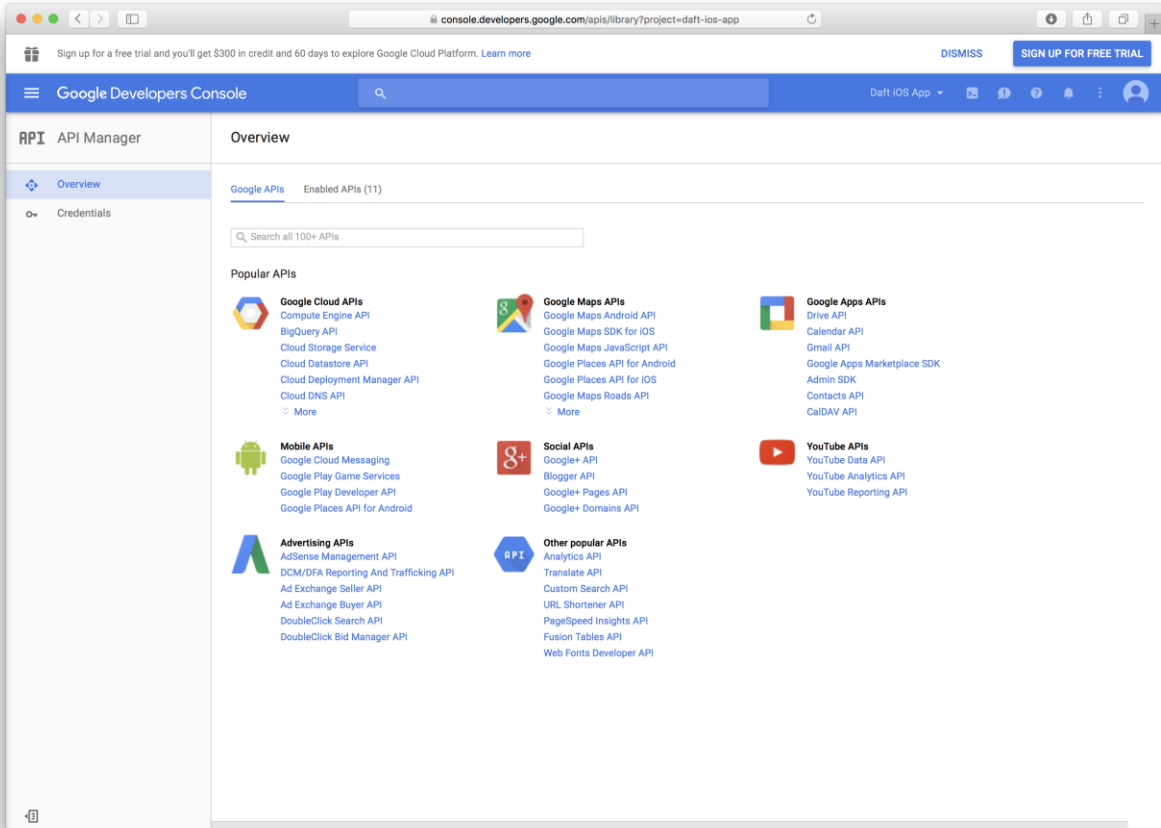 console.developers.google.com/apis/library?project=daft-ios-app
Sign up for a free trial and you'll get $300 in credit and 60 days to explore Google Cloud Platform. Learn more
DISMISS
SIGN UP FOR FREE TRIAL
Google Developers Console
Daft iOS App
API API Manager
Overview
Overview
Credentials
Google APIs
Enabled APIs (11)
Search all 100+ APIs
Popular APIs
Google Cloud APIs
Compute Engine API
BigQuery API
Cloud Storage Service
Cloud Datastore API
Cloud Deployment Manager API
Cloud DNS API
More
Google Maps APIs
Google Maps Android API
Google Maps SDK for iOS
Google Maps JavaScript API
Google Places API for Android
Google Places API for iOS
Google Maps Roads API
More
Google Apps APIs
Drive API
Calendar API
Gmail API
Google Apps Marketplace SDK
Admin SDK
Contacts API
CalDAV API
Mobile APIs
Google Cloud Messaging
Google Play Game Services
Google Play Developer API
Google Places API for Android
Social APIs
Google+ API
Blogger API
Google+ Pages API
Google+ Domains API
YouTube APIs
YouTube Data API
YouTube Analytics API
YouTube Reporting API
Advertising APIs
AdSense Management API
DCM/DFA Reporting And Trafficking API
Ad Exchange Seller API
Ad Exchange Buyer API
DoubleClick Search API
DoubleClick Bid Manager API
API
Other popular APIs
Analytics API
Translate API
Custom Search API
URL Shortener API
PageSpeed Insights API
Fusion Tables API
Web Fonts Developer API